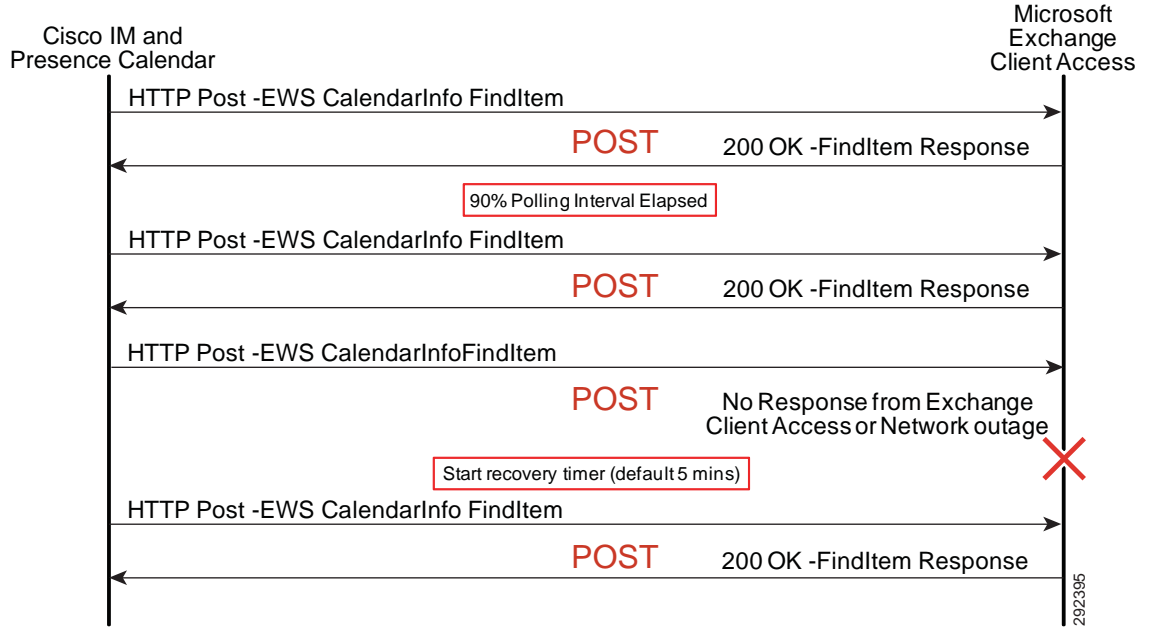 Cisco IM and
Presence Calendar
Microsoft
Exchange
Client Access
HTTP Post -EWS CalendarInfo FindItem
POST
200 OK -FindItem Response
90% Polling Interval Elapsed
HTTP Post -EWS CalendarInfo FindItem
POST
200 OK -FindItem Response
HTTP Post -EWS CalendarInfoFindItem
POST
No Response from Exchange
Client Access or Network outage
Start recovery timer (default 5 mins)
HTTP Post -EWS CalendarInfo FindItem
POST
200 OK -FindItem Response
292395